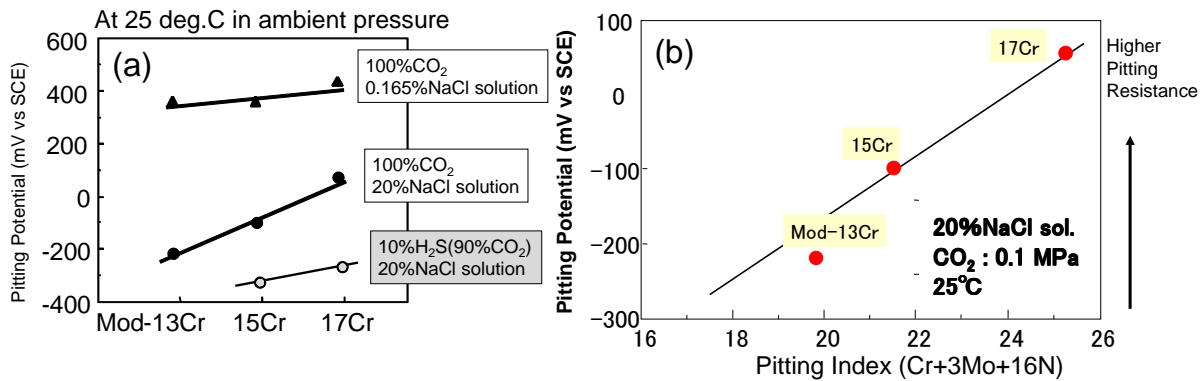 At 25 deg.C in ambient pressure
(a)
Pitting Potential (mV vs SCE)
600
400
200
0
-200
-400
Mod-13Cr
15Cr
17Cr
100%CO₂
0.165%NaCl solution
100%CO₂
20%NaCl solution
10%H₂S(90%CO₂)
20%NaCl solution
(b)
Pitting Potential (mV vs SCE)
0
-100
-200
-300
16
18
20
22
24
26
Pitting Index (Cr+3Mo+16N)
17Cr
15Cr
Mod-13Cr
20%NaCl sol.
CO₂ : 0.1 MPa
25°C
Higher
Pitting
Resistance